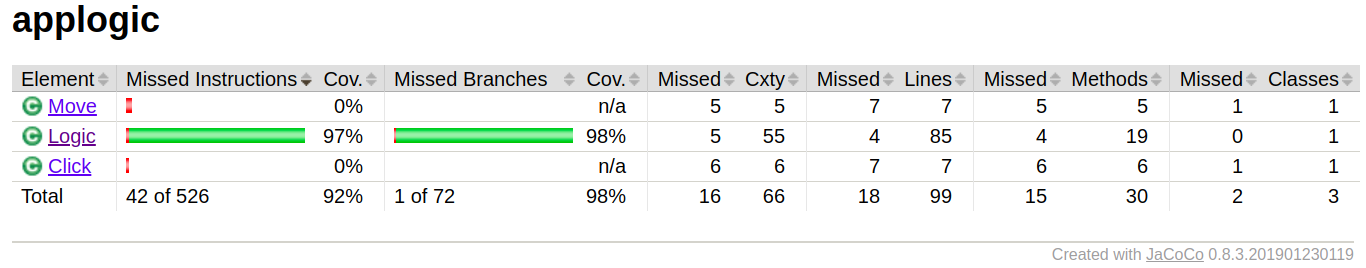 applogic
Element Missed Instructions Cov. Missed Branches Cov. Missed Cxty Missed Lines Missed Methods Missed Classes
C Move 0% n/a 5 5 7 7 5 5 1 1
C Logic 97% 98% 5 55 4 85 4 19 0 1
C Click 0% n/a 6 6 7 7 6 6 1 1
Total 42 of 526 92% 1 of 72 98% 16 66 18 99 15 30 2 3
Created with JaCoCo 0.8.3.201901230119